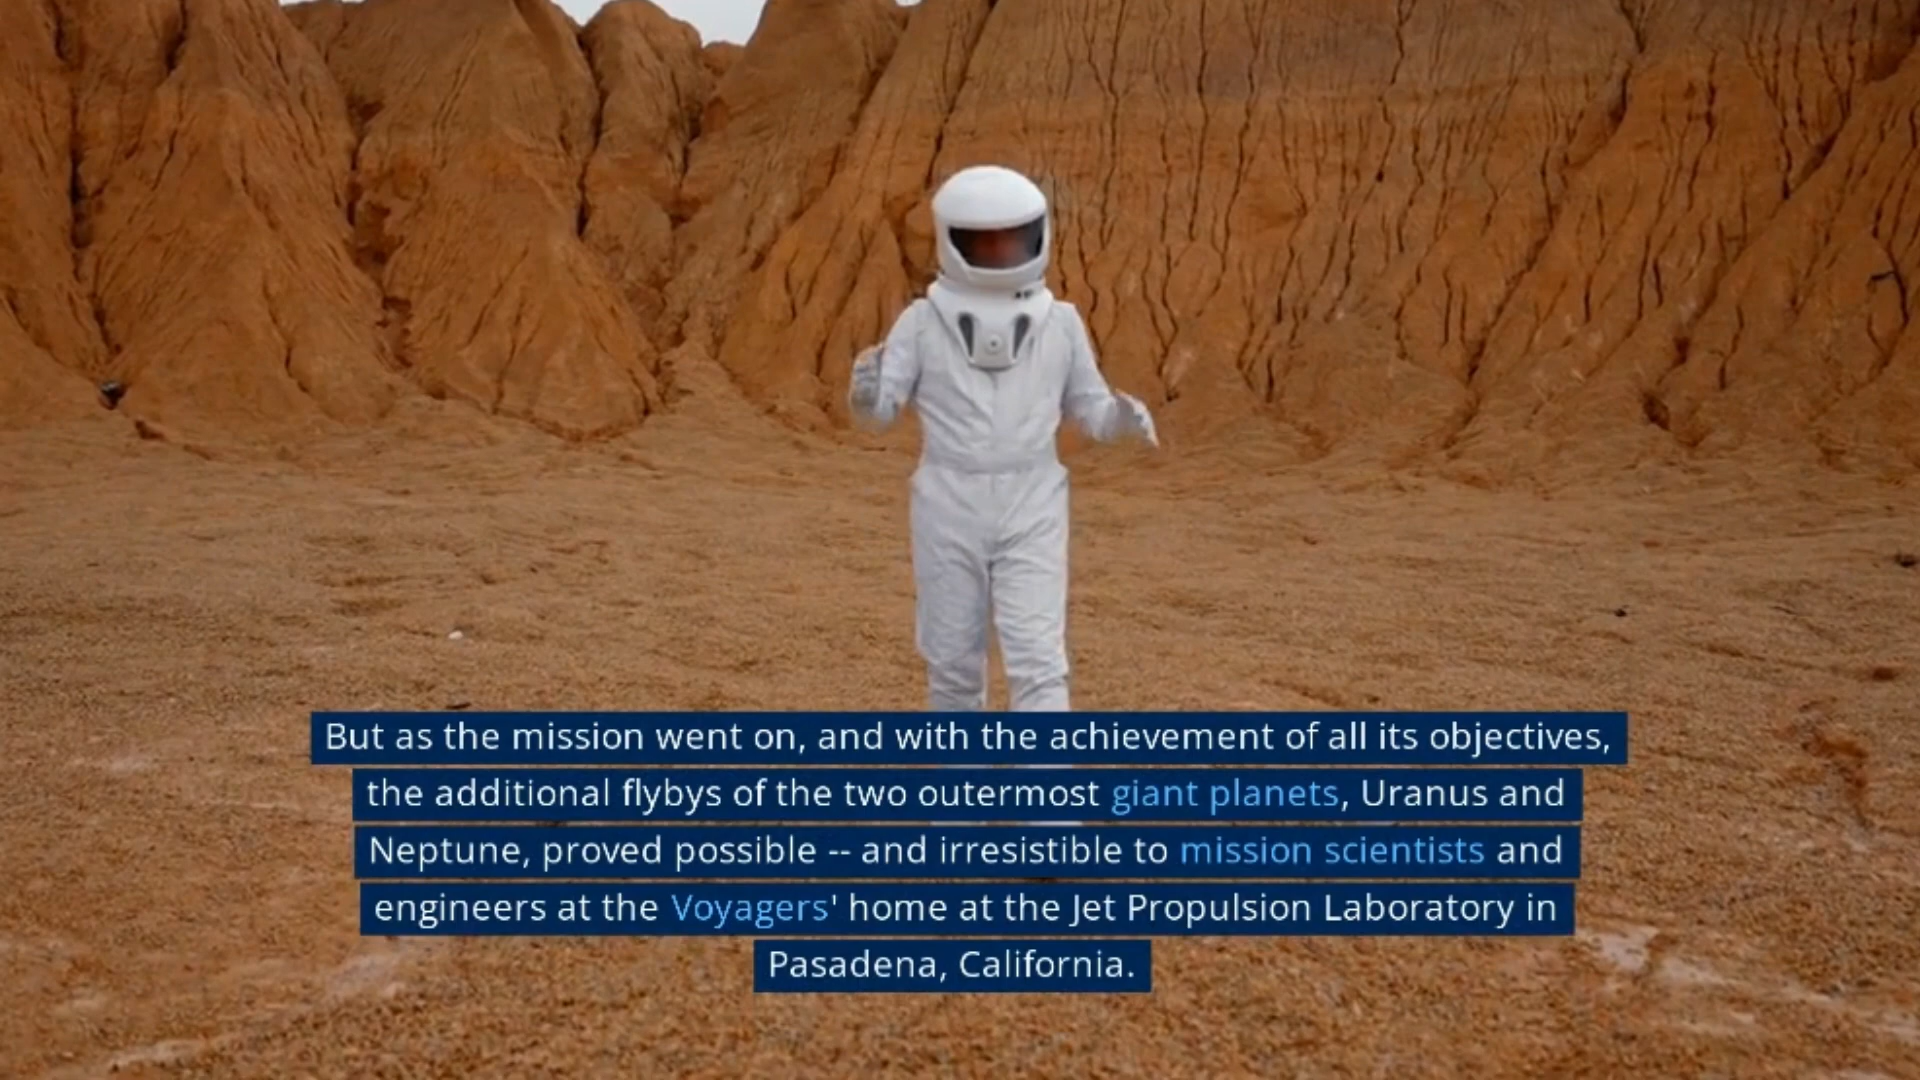 But as the mission went on, and with the achievement of all its objectives,
the additional flybys of the two outermost giant planets, Uranus and
Neptune, proved possible -- and irresistible to mission scientists and
engineers at the Voyagers' home at the Jet Propulsion Laboratory in
Pasadena, California.